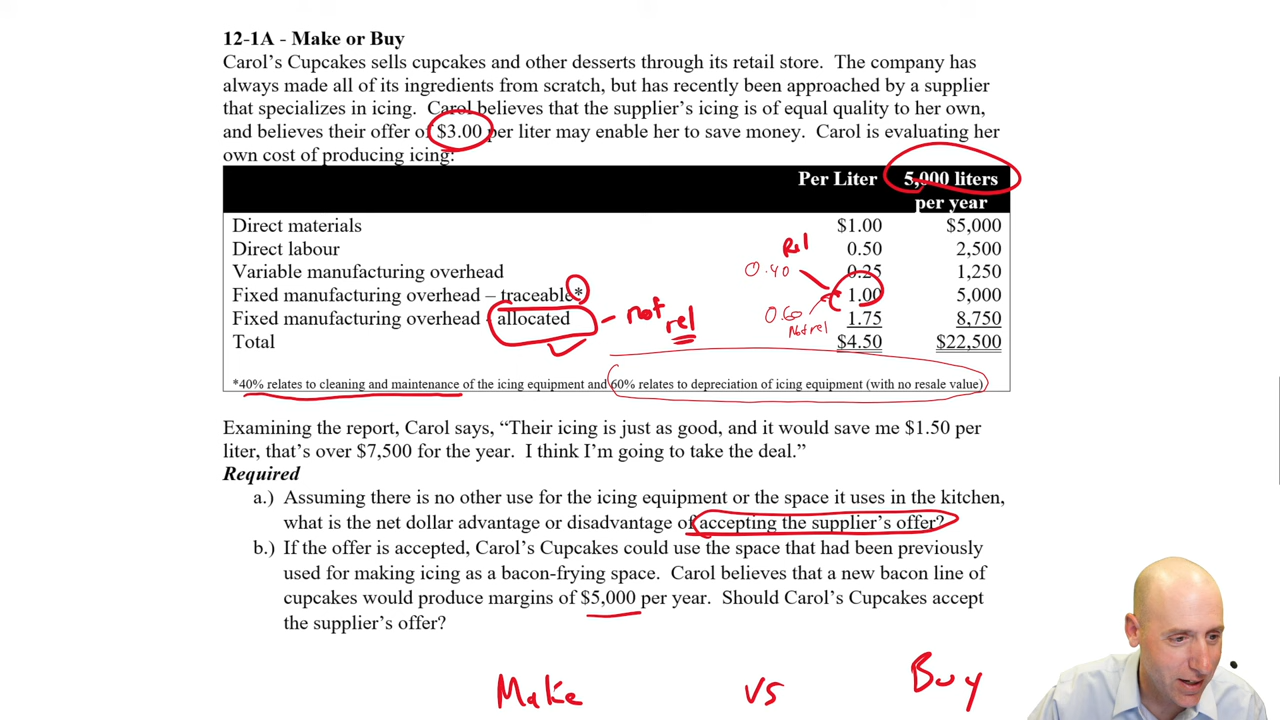 12-1A - Make or Buy
Carol's Cupcakes sells cupcakes and other desserts through its retail store. The company has
always made all of its ingredients from scratch, but has recently been approached by a supplier
that specializes in icing. Carol believes that the supplier's icing is of equal quality to her own,
and believes their offer of $3.00 per liter may enable her to save money. Carol is evaluating her
own cost of producing icing:
Per Liter 5,000 liters
per year
Direct materials $1.00 $5,000
Rel
Direct labour 0.50 2,500
0.40
Variable manufacturing overhead 0.25 1,250
Fixed manufacturing overhead – traceable* 1.00 5,000
0.60
Not rel
Fixed manufacturing overhead - allocated – not rel 1.75 8,750
Total $4.50 $22,500
*40% relates to cleaning and maintenance of the icing equipment and 60% relates to depreciation of icing equipment (with no resale value)
Examining the report, Carol says, "Their icing is just as good, and it would save me $1.50 per
liter, that's over $7,500 for the year. I think I'm going to take the deal."
Required
a.) Assuming there is no other use for the icing equipment or the space it uses in the kitchen,
what is the net dollar advantage or disadvantage of accepting the supplier's offer?
b.) If the offer is accepted, Carol's Cupcakes could use the space that had been previously
used for making icing as a bacon-frying space. Carol believes that a new bacon line of
cupcakes would produce margins of $5,000 per year. Should Carol's Cupcakes accept
the supplier's offer?
Make vs Buy